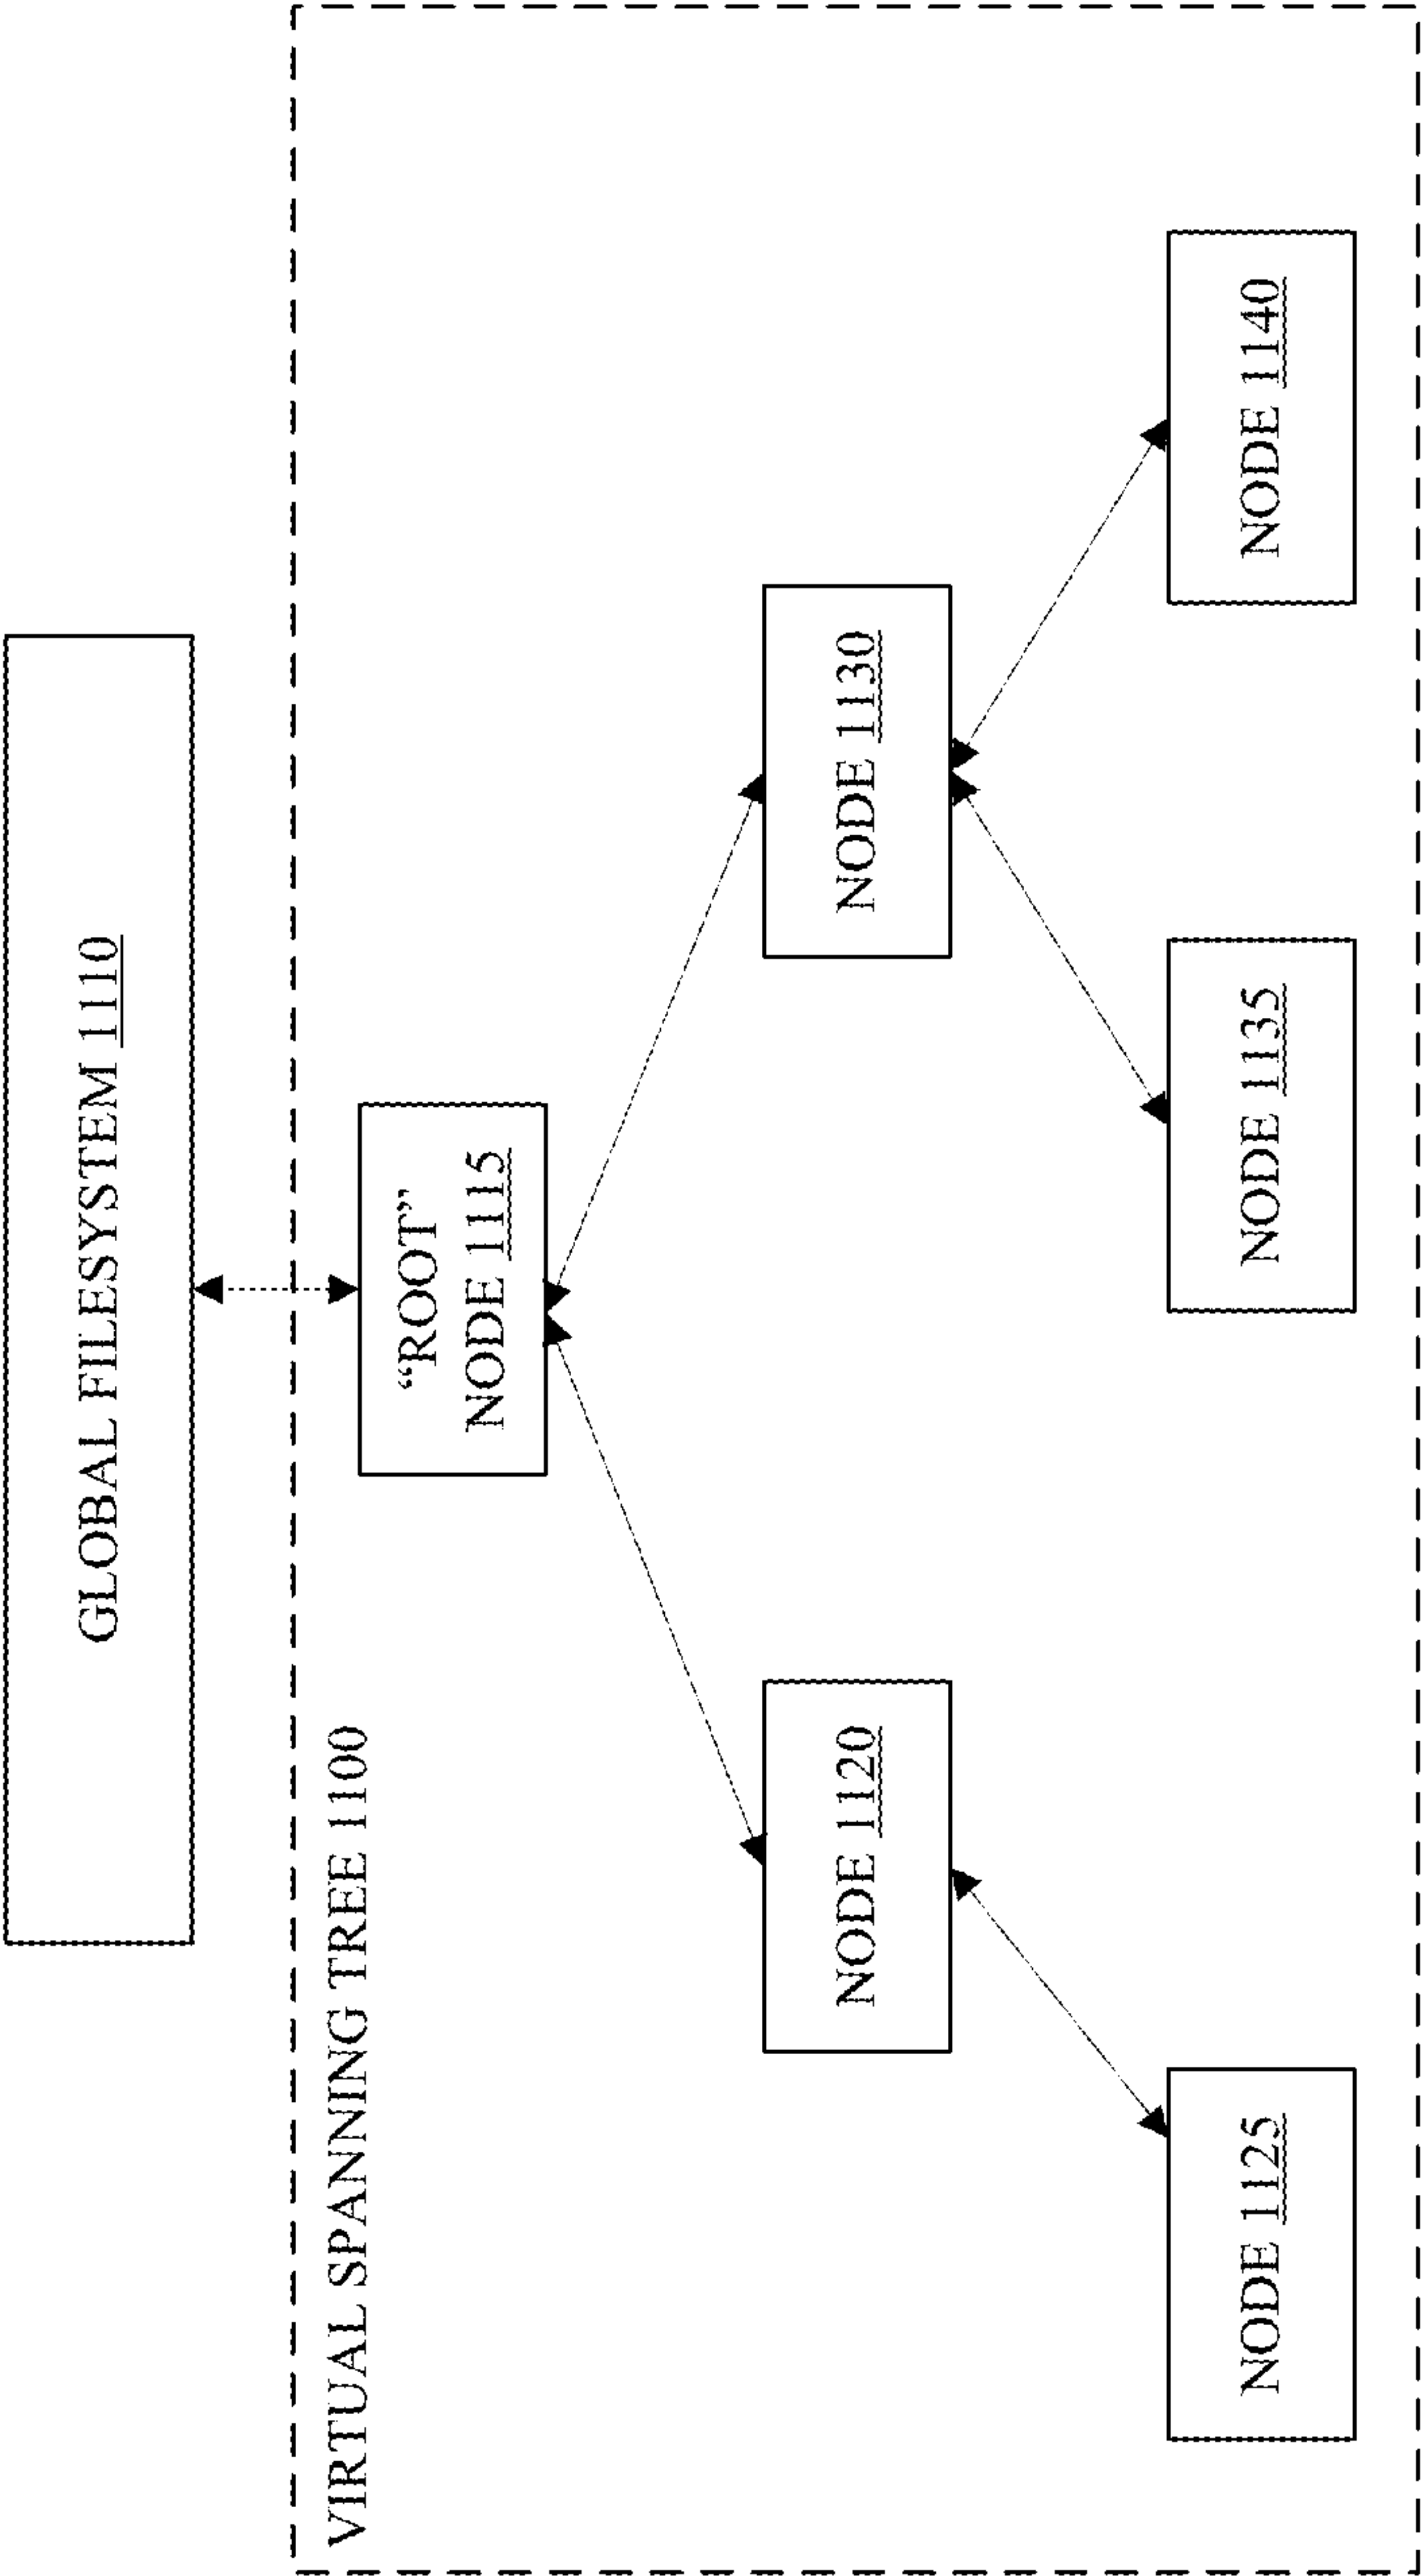 GLOBAL FILESYSTEM 1110
VIRTUAL SPANNING TREE 1100
“ROOT”
NODE 1115
NODE 1120
NODE 1130
NODE 1125
NODE 1135
NODE 1140